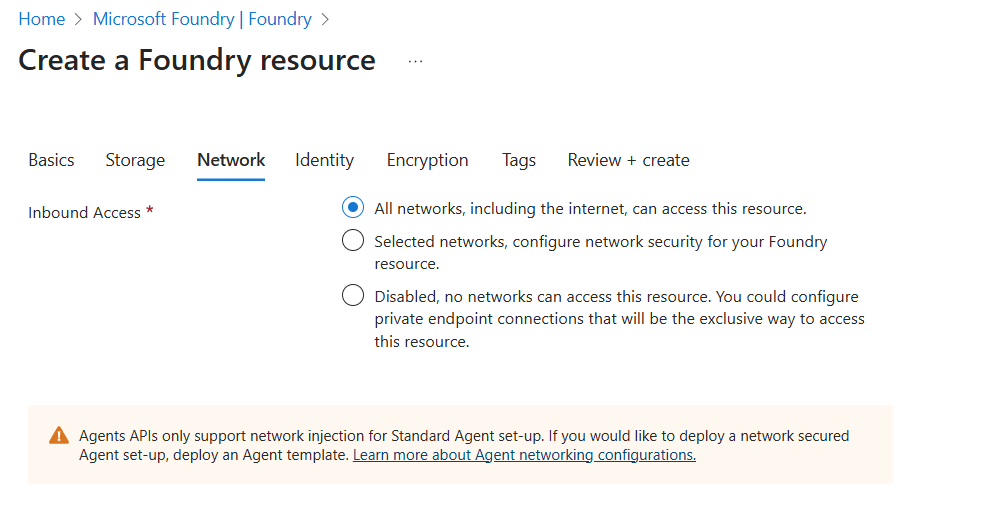 Home > Microsoft Foundry | Foundry >
Create a Foundry resource ...
Basics Storage Network Identity Encryption Tags Review + create
Inbound Access *
All networks, including the internet, can access this resource.
Selected networks, configure network security for your Foundry
resource.
Disabled, no networks can access this resource. You could configure
private endpoint connections that will be the exclusive way to access
this resource.
Agents APIs only support network injection for Standard Agent set-up. If you would like to deploy a network secured
Agent set-up, deploy an Agent template. Learn more about Agent networking configurations.